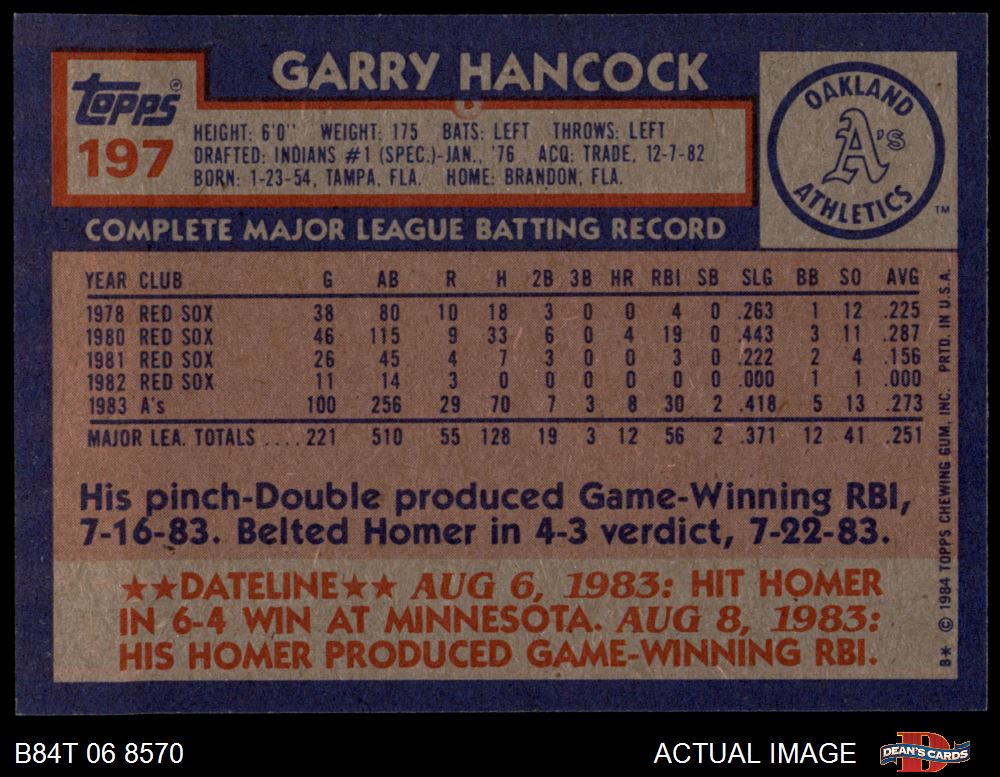 GARRY HANCOCK
TOPPS®
197
HEIGHT: 6'0" WEIGHT: 175 BATS: LEFT THROWS: LEFT
DRAFTED: INDIANS #1 (SPEC.)-JAN., '76 ACQ: TRADE, 12-7-82
BORN: 1-23-54, TAMPA, FLA. HOME: BRANDON, FLA.
OAKLAND
A's
ATHLETICS
TM
COMPLETE MAJOR LEAGUE BATTING RECORD
YEAR CLUB G AB R H 2B 3B HR RBI SB SLG BB SO AVG
1978 RED SOX 38 80 10 18 3 0 0 4 0 .263 1 12 .225
1980 RED SOX 46 115 9 33 6 0 4 19 0 .443 3 11 .287
1981 RED SOX 26 45 4 7 3 0 0 3 0 .222 2 4 .156
1982 RED SOX 11 14 3 0 0 0 0 0 0 .000 1 1 .000
1983 A's 100 256 29 70 7 3 8 30 2 .418 5 13 .273
MAJOR LEA. TOTALS ....221 510 55 128 19 3 12 56 2 .371 12 41 .251
His pinch-Double produced Game-Winning RBI,
7-16-83. Belted Homer in 4-3 verdict, 7-22-83.
★★DATELINE★★ AUG 6, 1983: HIT HOMER
IN 6-4 WIN AT MINNESOTA. AUG 8, 1983:
HIS HOMER PRODUCED GAME-WINNING RBI.
B* © 1984 TOPPS CHEWING GUM, INC. PRTD. IN U.S.A.
B84T 06 8570
ACTUAL IMAGE
D
DEAN'S CARDS